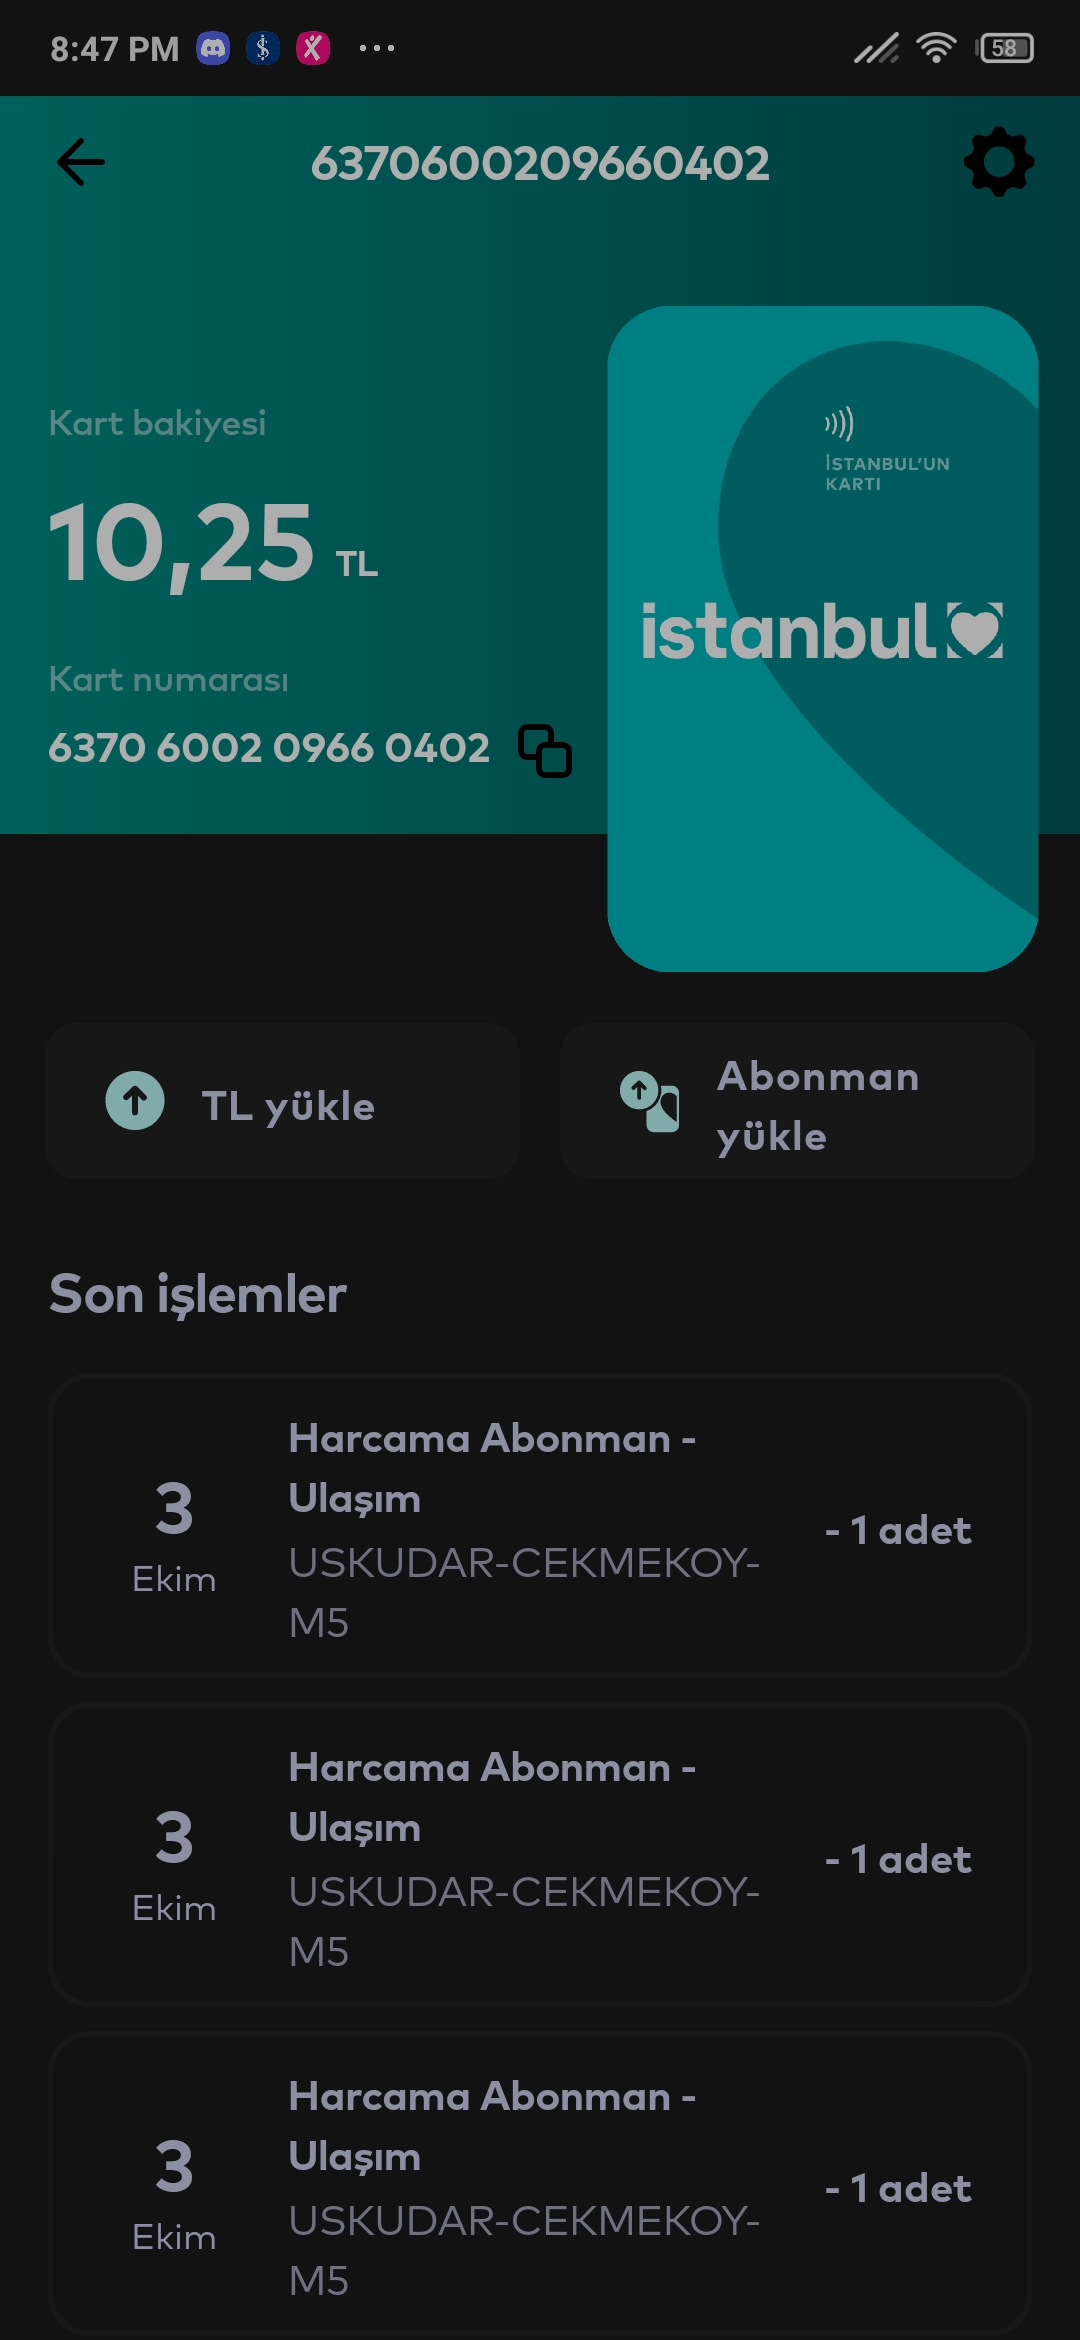 8:47 PM
58
6370600209660402
Kart bakiyesi
10,25 TL
Kart numarası
6370 6002 0966 0402
İSTANBUL'UN
KARTI
istanbul
TL yükle
Abonman
yükle
Son işlemler
3
Ekim
Harcama Abonman -
Ulaşım
USKUDAR-CEKMEKOY-
M5
- 1 adet
3
Ekim
Harcama Abonman -
Ulaşım
USKUDAR-CEKMEKOY-
M5
- 1 adet
3
Ekim
Harcama Abonman -
Ulaşım
USKUDAR-CEKMEKOY-
M5
- 1 adet